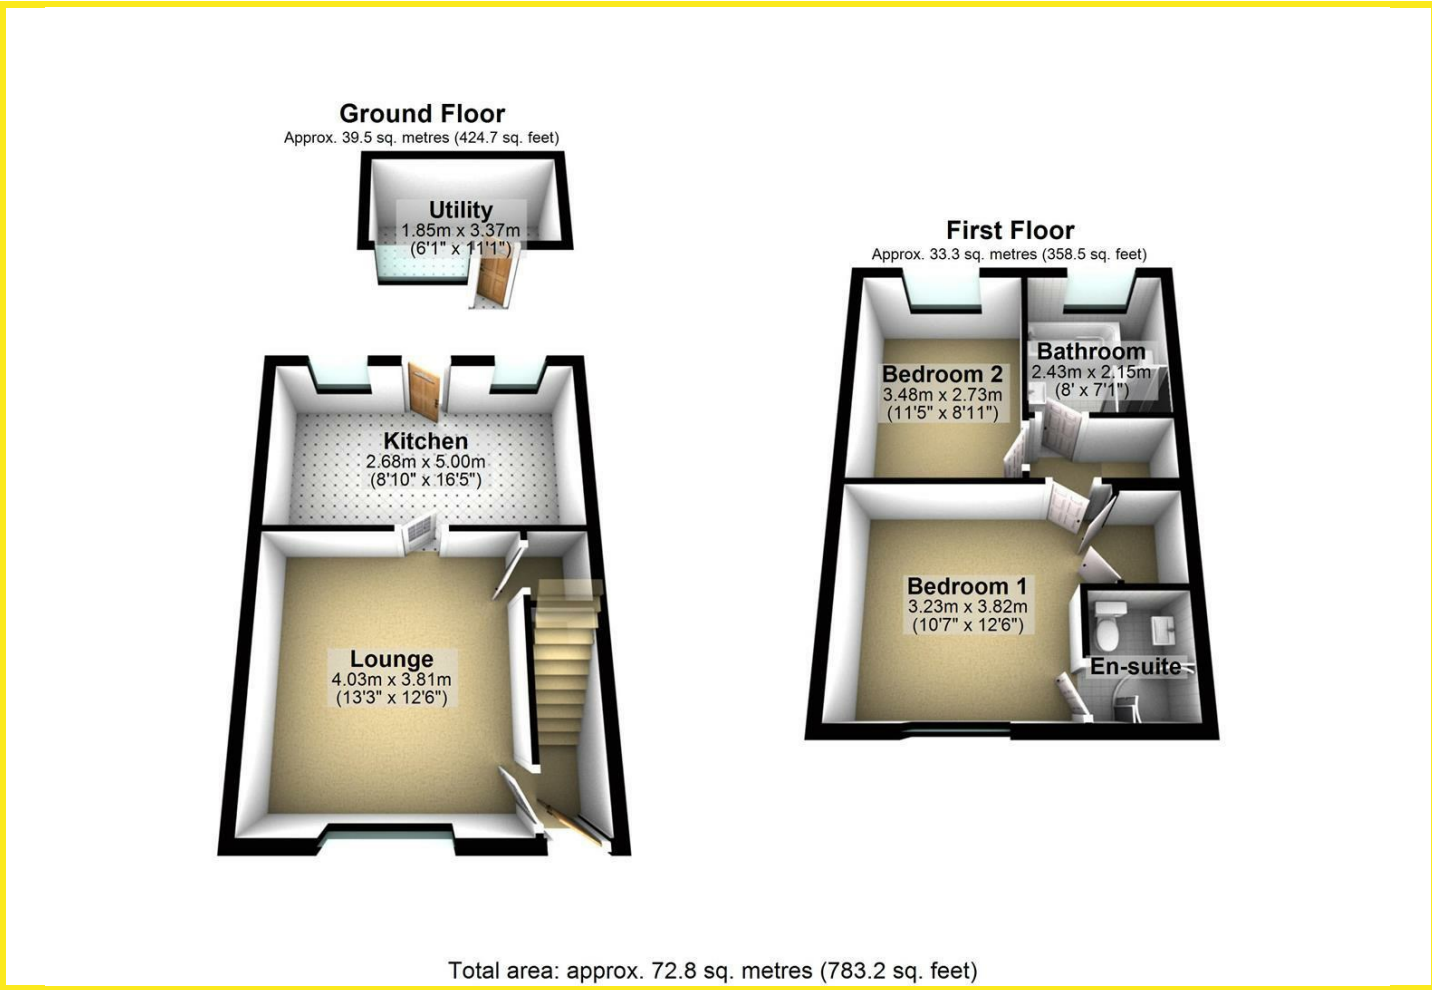 Ground Floor
Approx. 39.5 sq. metres (424.7 sq. feet)
Utility
1.85m x 3.37m
(6'1" x 11'1")
Kitchen
2.68m x 5.00m
(8'10" x 16'5")
Lounge
4.03m x 3.81m
(13'3" x 12'6")
First Floor
Approx. 33.3 sq. metres (358.5 sq. feet)
Bedroom 2
3.48m x 2.73m
(11'5" x 8'11")
Bathroom
2.43m x 2.15m
(8' x 7'1")
Bedroom 1
3.23m x 3.82m
(10'7" x 12'6")
En-suite
Total area: approx. 72.8 sq. metres (783.2 sq. feet)